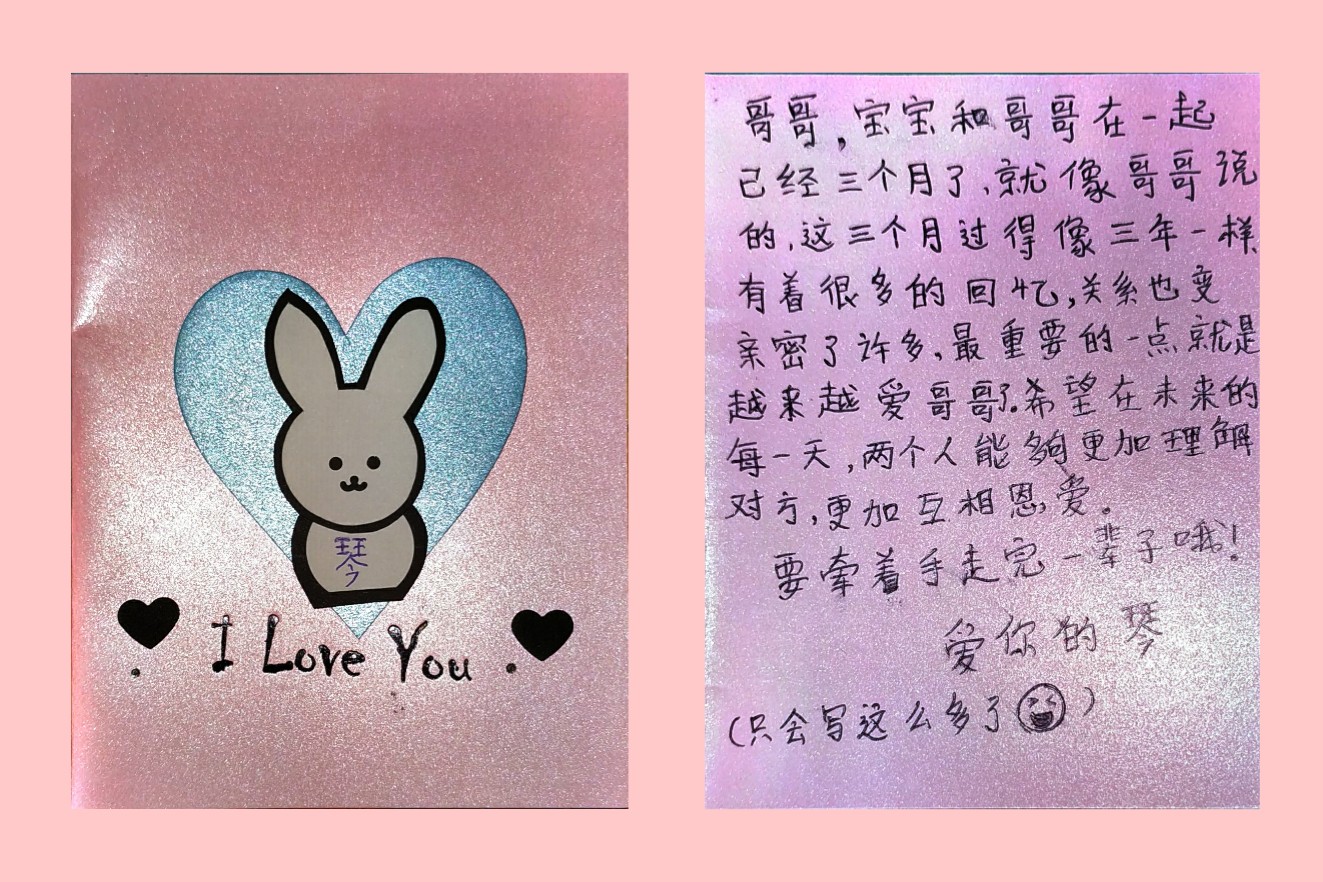 琴
I Love You
哥哥,宝宝和哥哥在一起
已经三个月了,就像哥哥说
的,这三个月过得像三年一样
有着很多的回忆,关系也变
亲密了许多,最重要的一点就是
越来越爱哥哥了。希望在未来的
每一天,两个人能够更加理解
对方,更加互相恩爱。
要牵着手走完一辈子哦!
爱你的琴
(只会写这么多了)